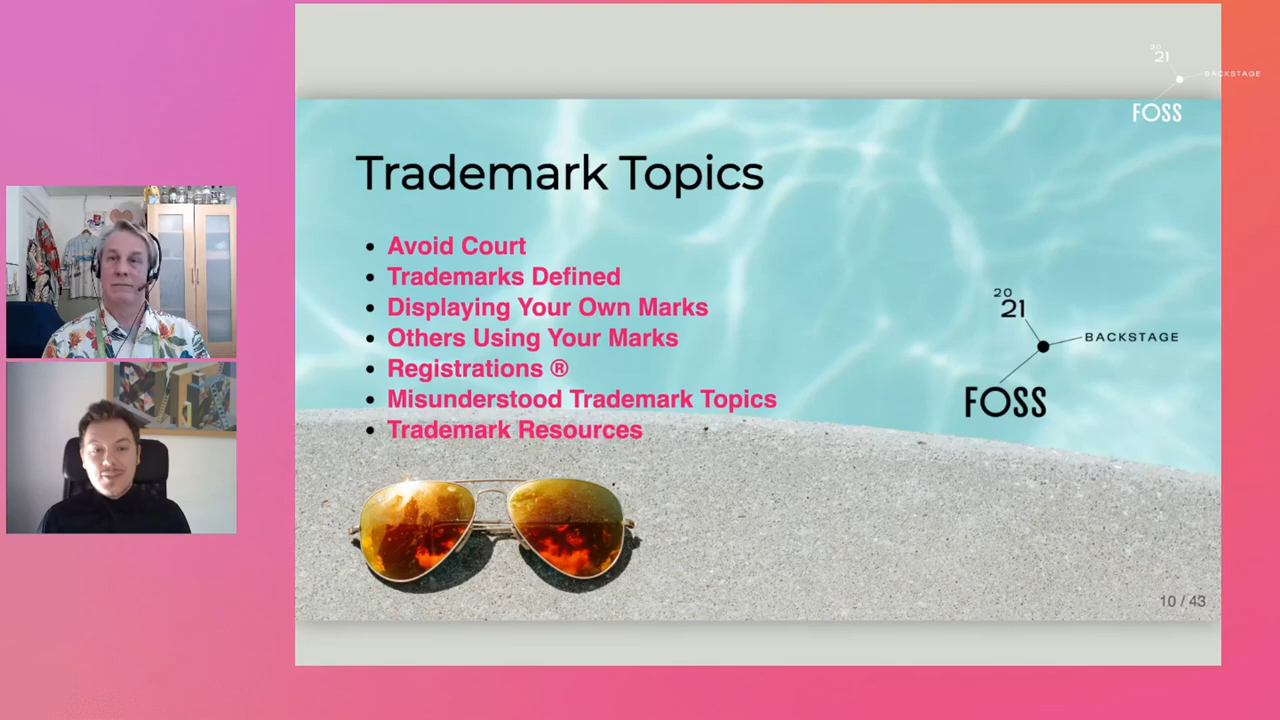 20
21
BACKSTAGE
FOSS
Trademark Topics
Avoid Court
Trademarks Defined
Displaying Your Own Marks
Others Using Your Marks
Registrations ®
Misunderstood Trademark Topics
Trademark Resources
20
21
BACKSTAGE
FOSS
10 / 43